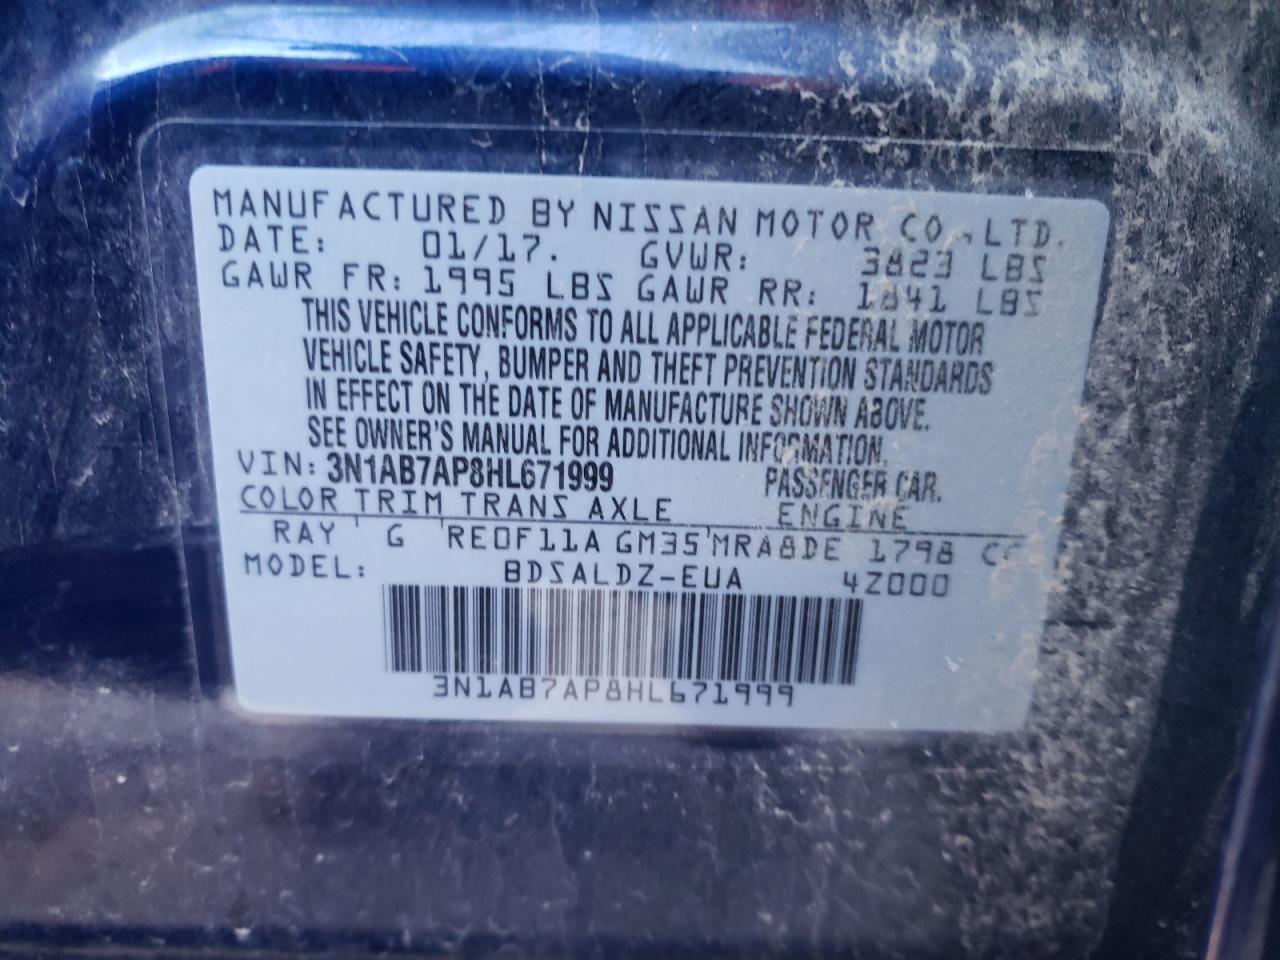 MANUFACTURED BY NISSAN MOTOR CO.,LTD.
DATE: 01/17. GVWR: 3823 LBS
GAWR FR: 1995 LBS GAWR RR: 1841 LBS
THIS VEHICLE CONFORMS TO ALL APPLICABLE FEDERAL MOTOR
VEHICLE SAFETY, BUMPER AND THEFT PREVENTION STANDARDS
IN EFFECT ON THE DATE OF MANUFACTURE SHOWN ABOVE.
SEE OWNER'S MANUAL FOR ADDITIONAL INFORMATION.
VIN: 3N1AB7AP8HL671999 PASSENGER CAR.
COLOR TRIM TRANS AXLE ENGINE
RAY G RE0F11A GM35 MRA8DE 1798 CC
MODEL: BDSALDZ-EUA 4Z000
3N1AB7AP8HL671999